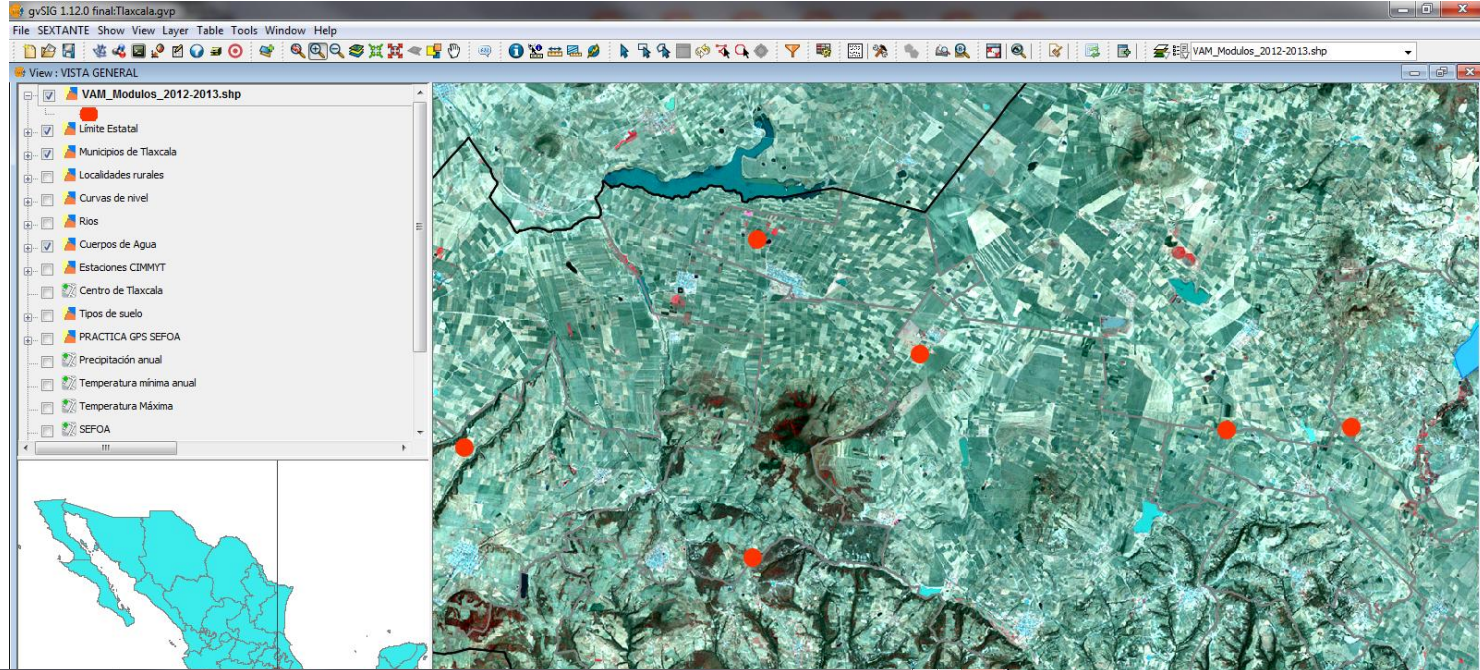 gvSIG 1.12.0 final:Tlaxcala.gvp
File SEXTANTE Show View Layer Table Tools Window Help
VAM_Modulos_2012-2013.shp
View : VISTA GENERAL
VAM_Modulos_2012-2013.shp
Límite Estatal
Municipios de Tlaxcala
Localidades rurales
Curvas de nivel
Rios
Cuerpos de Agua
Estaciones CIMMYT
Centro de Tlaxcala
Tipos de suelo
PRACTICA GPS SEFOA
Precipitación anual
Temperatura mínima anual
Temperatura Máxima
SEFOA